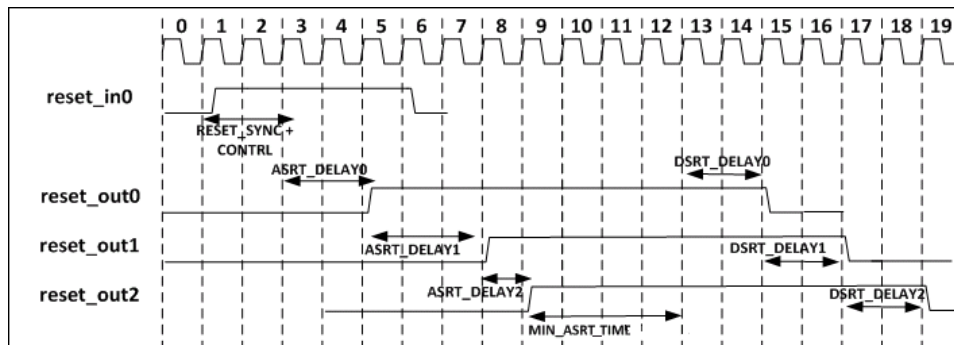 0 1 2 3 4 5 6 7 8 9 10 11 12 13 14 15 16 17 18 19
reset_in0
RESET_SYNC +
CONTRL
ASRT_DELAY0
DSRT_DELAY0
reset_out0
reset_out1
ASRT_DELAY1
DSRT_DELAY1
reset_out2
ASRT_DELAY2
DSRT_DELAY2
MIN_ASRT_TIME